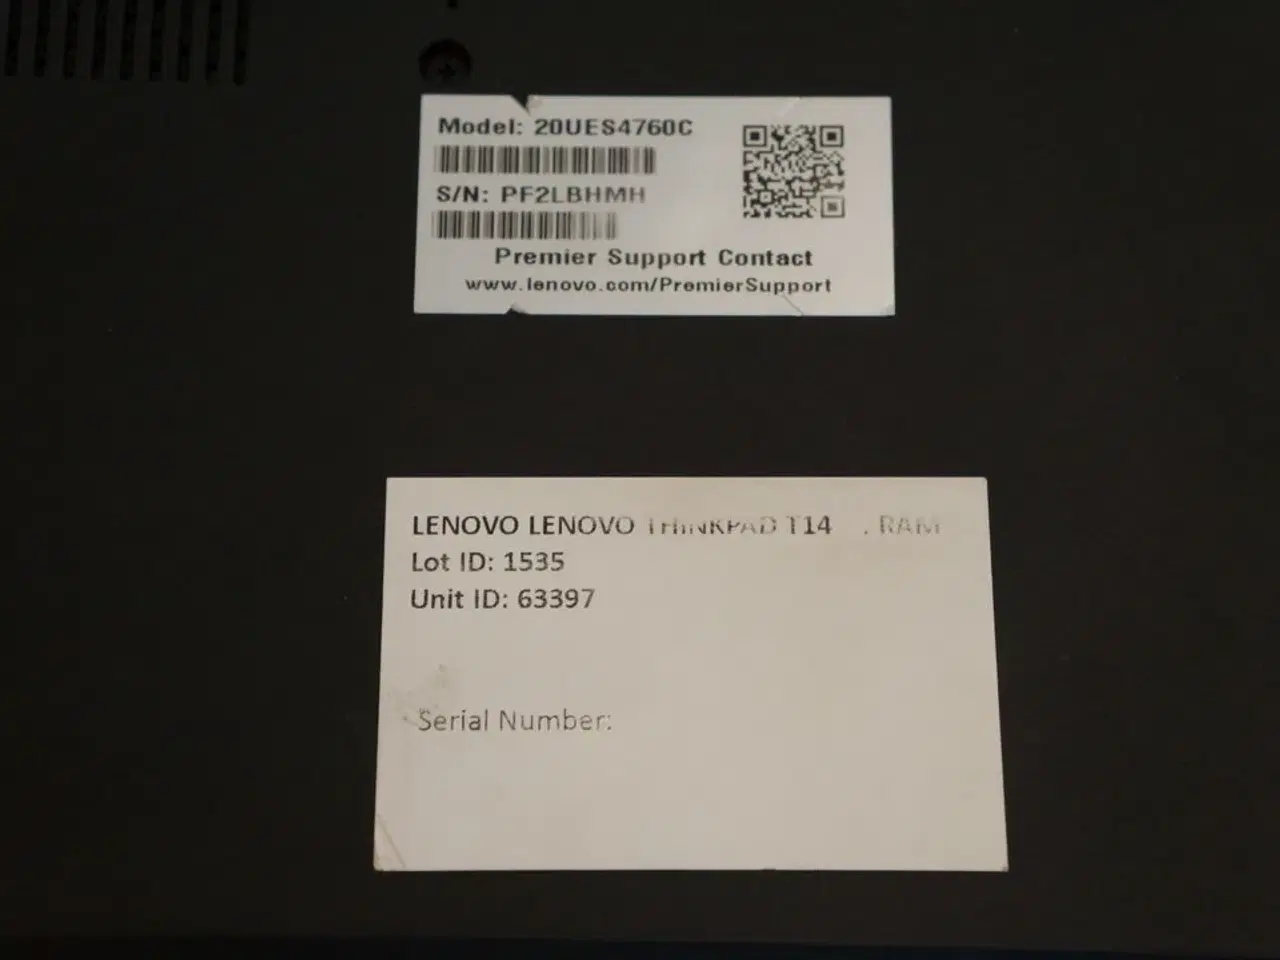 Model: 20UES4760C
S/N: PF2LBHMH
Premier Support Contact
www.lenovo.com/PremierSupport
LENOVO LENOVO THINKPAD T14 , RAM
Lot ID: 1535
Unit ID: 63397
Serial Number: